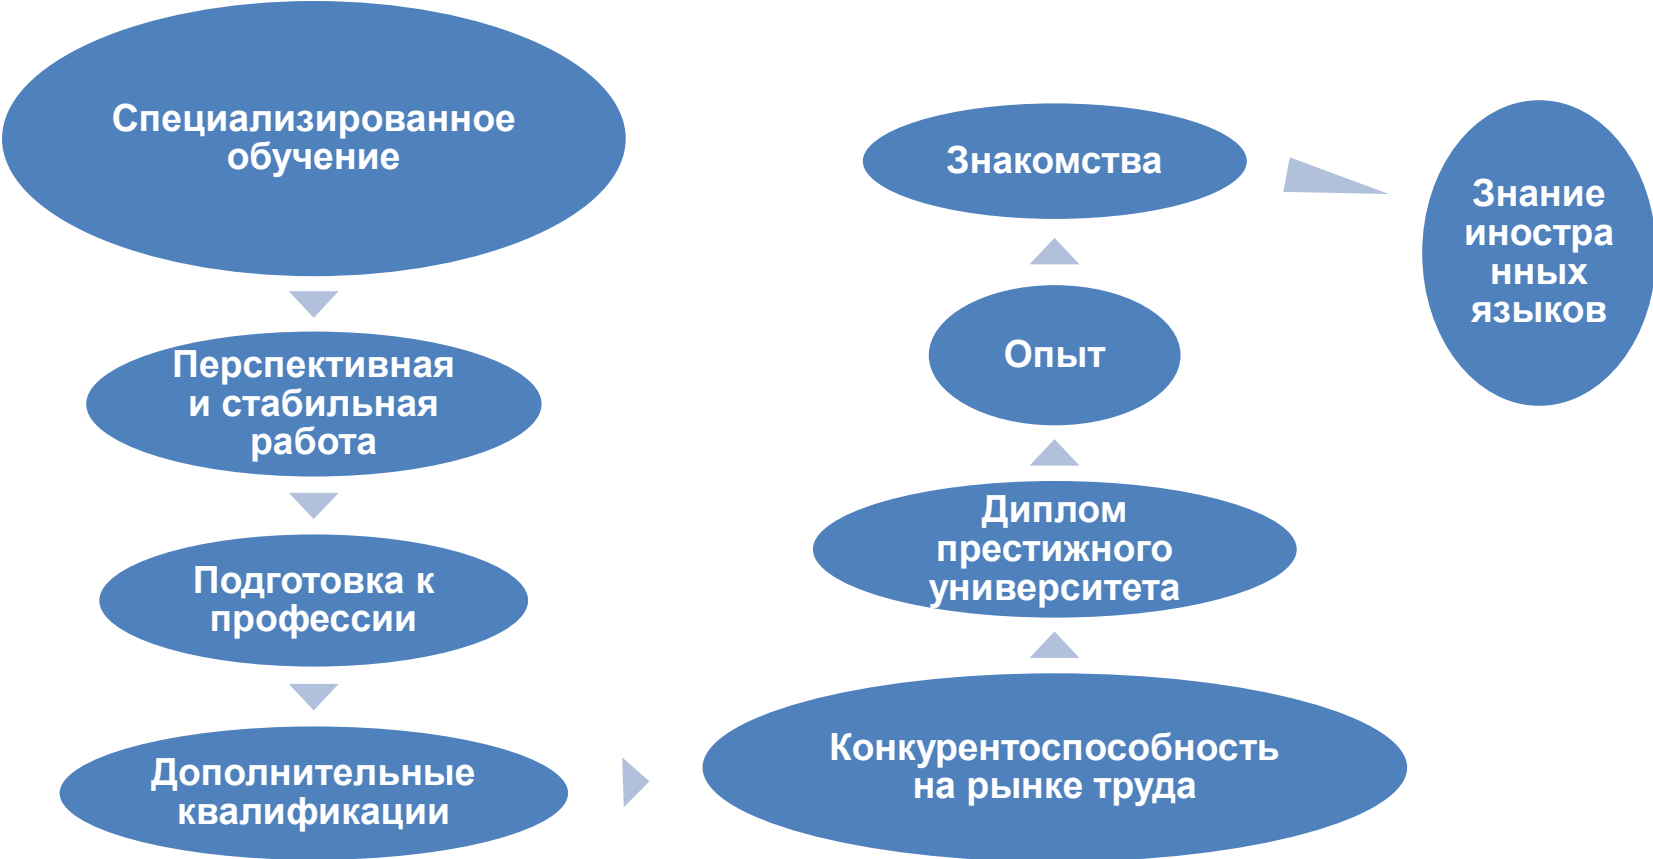 Специализированное
обучение
Перспективная
и стабильная
работа
Подготовка к
профессии
Дополнительные
квалификации
Конкурентоспособность
на рынке труда
Диплом
престижного
университета
Опыт
Знакомства
Знание
иностра
нных
языков